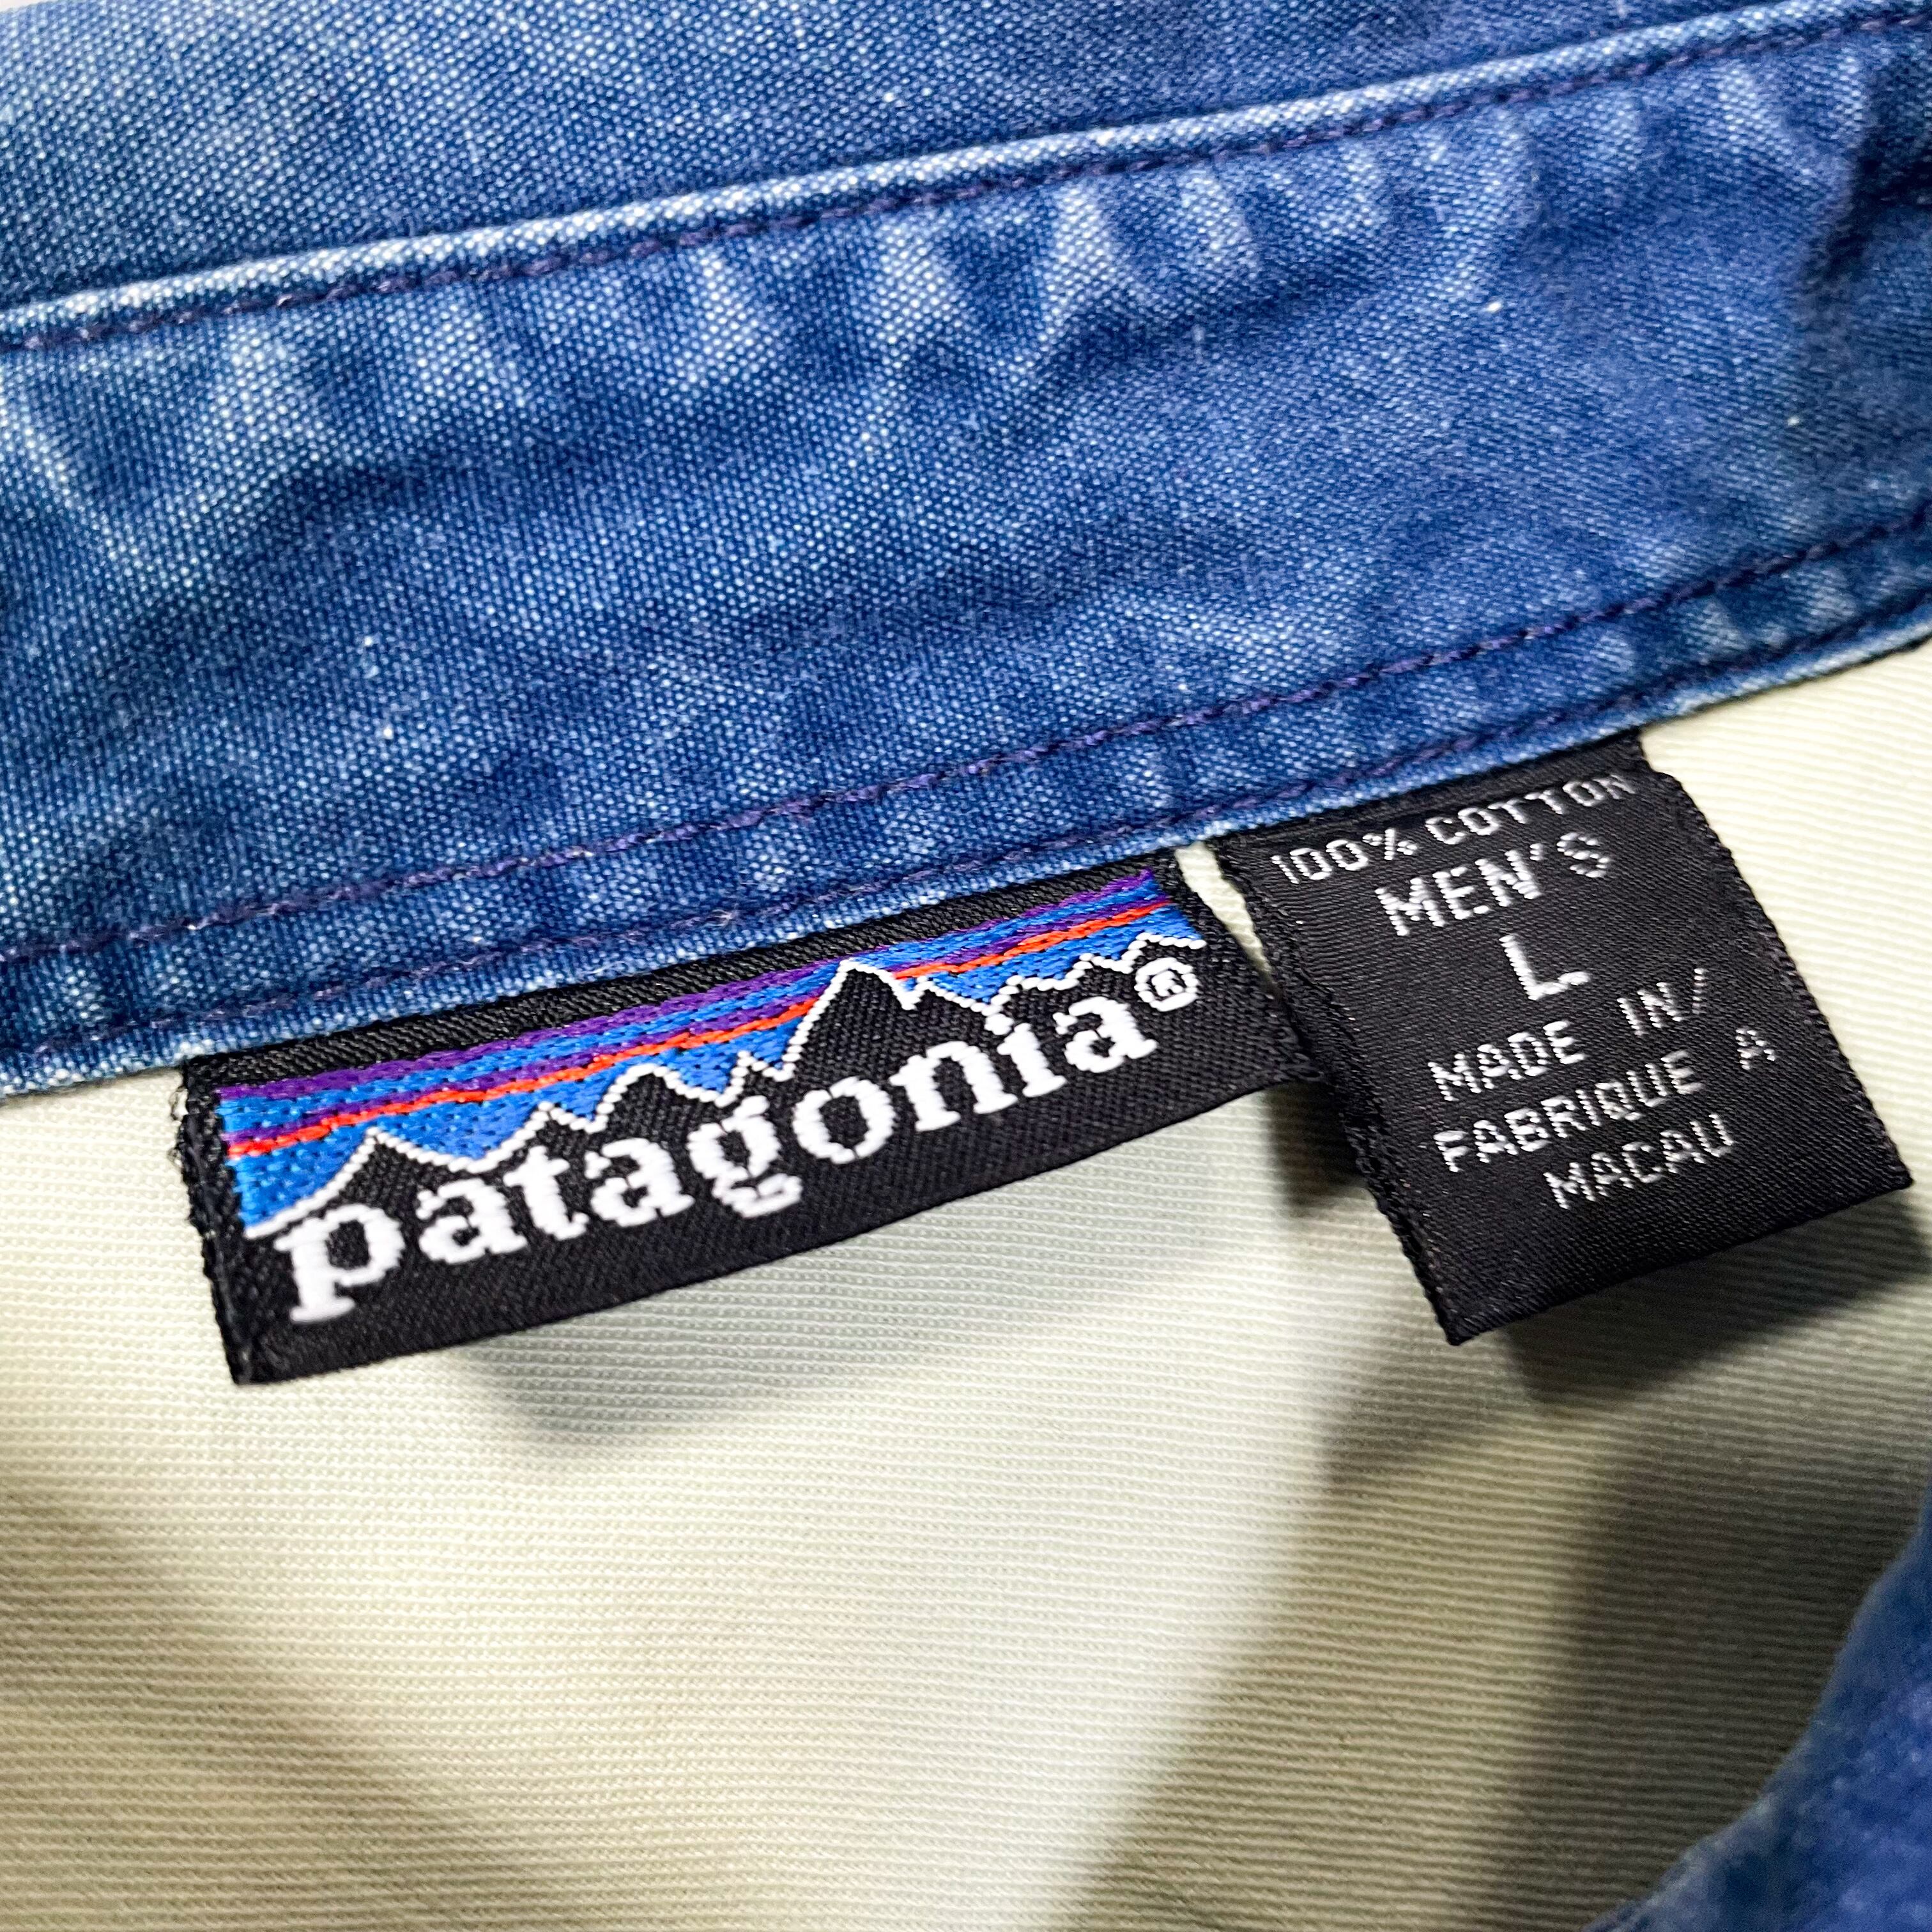 patagonia®
100% COTTON
MEN'S
L
MADE IN/
FABRIQUE A
MACAU